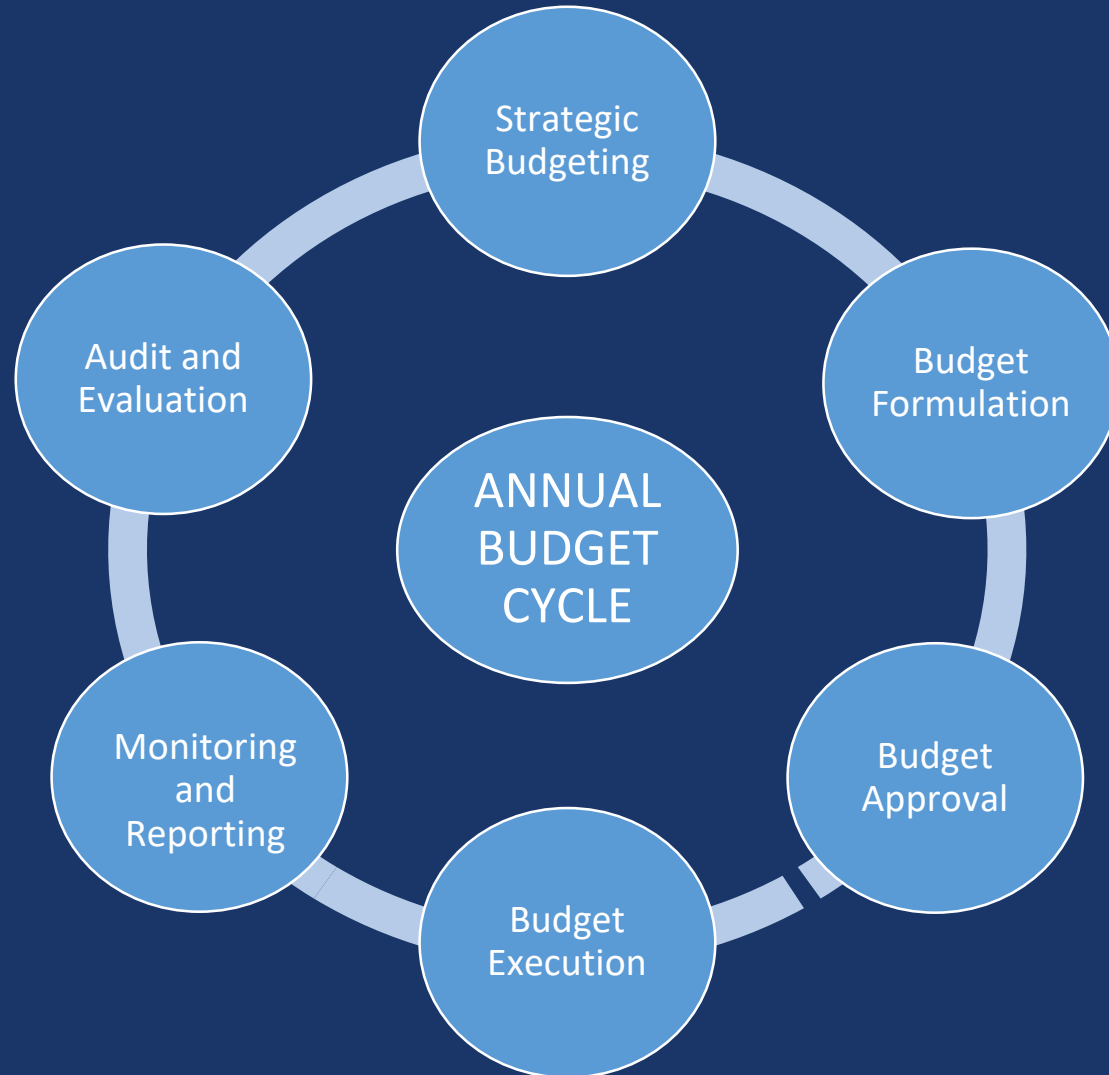 Strategic
Budgeting
Budget
Formulation
Budget
Approval
Budget
Execution
Monitoring
and
Reporting
Audit and
Evaluation
ANNUAL
BUDGET
CYCLE